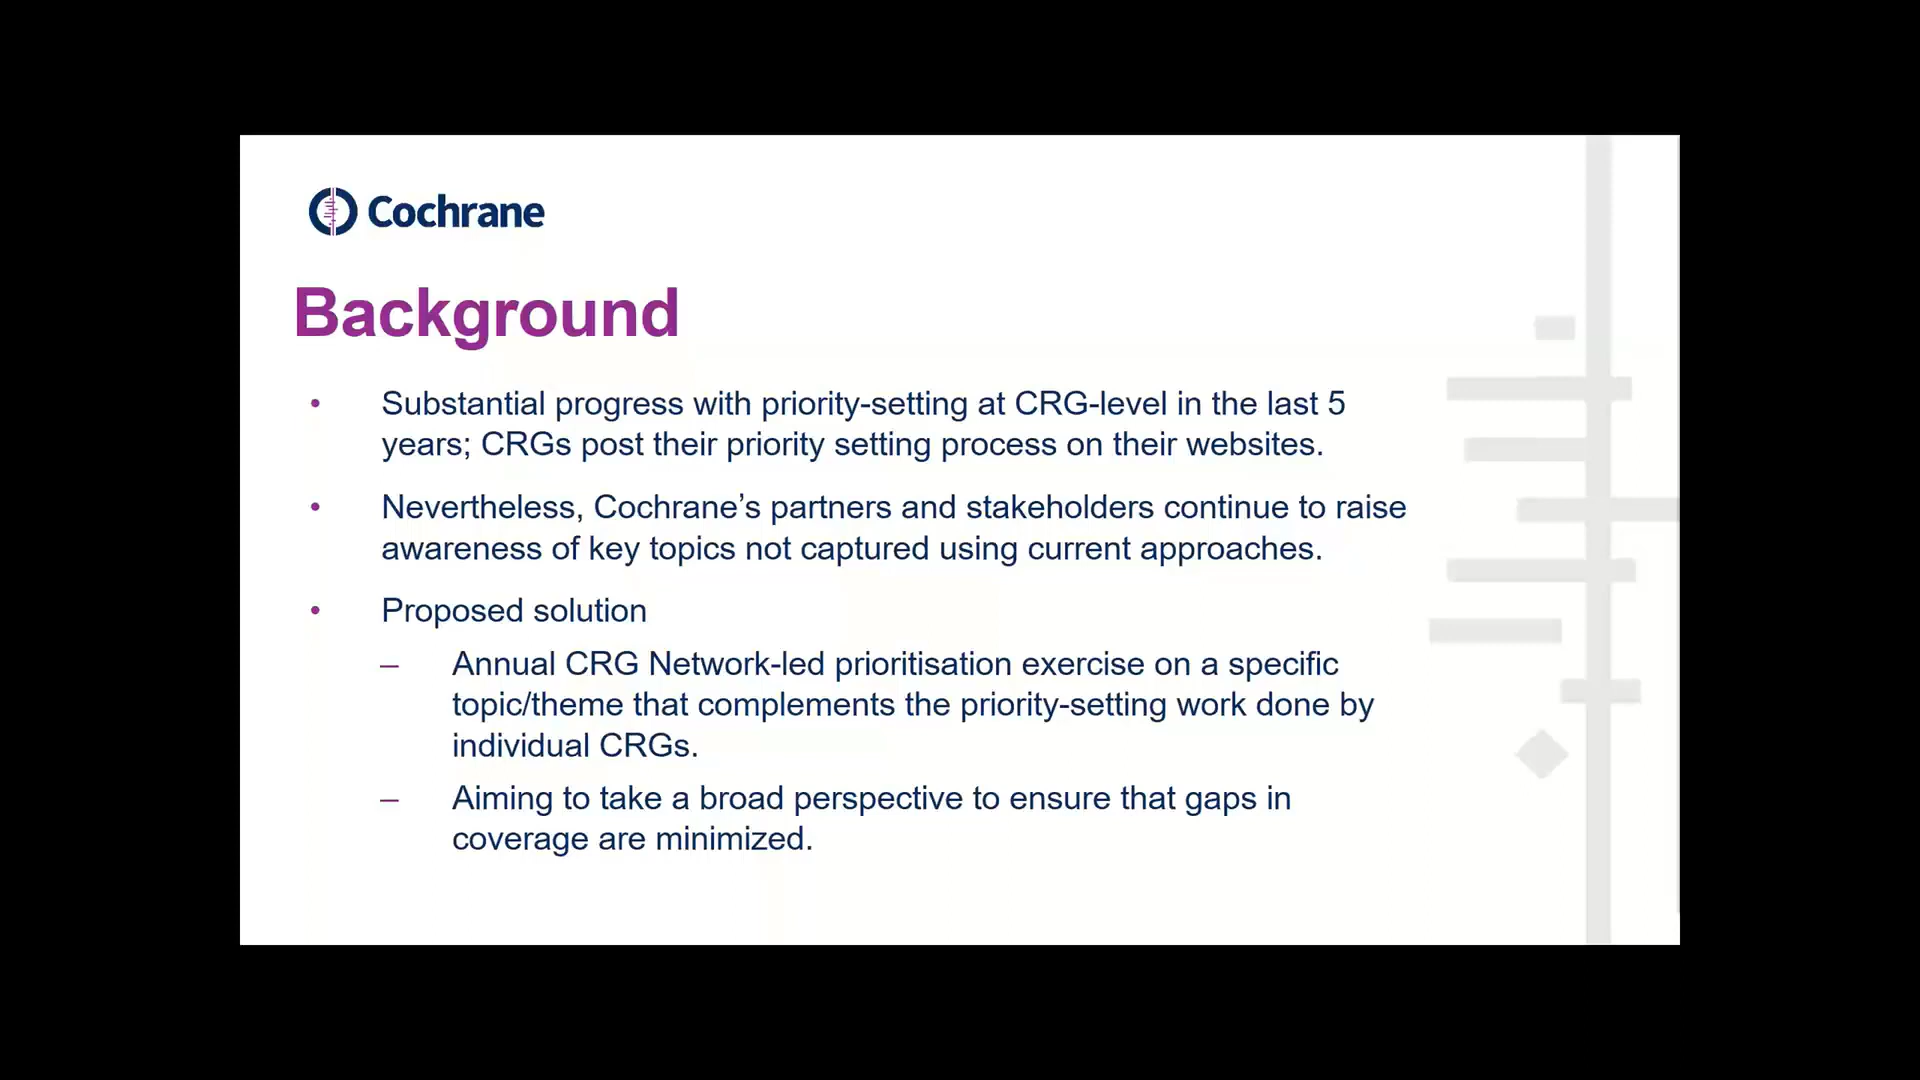 Cochrane
Background
• Substantial progress with priority-setting at CRG-level in the last 5
years; CRGs post their priority setting process on their websites.
• Nevertheless, Cochrane’s partners and stakeholders continue to raise
awareness of key topics not captured using current approaches.
• Proposed solution
– Annual CRG Network-led prioritisation exercise on a specific
topic/theme that complements the priority-setting work done by
individual CRGs.
– Aiming to take a broad perspective to ensure that gaps in
coverage are minimized.